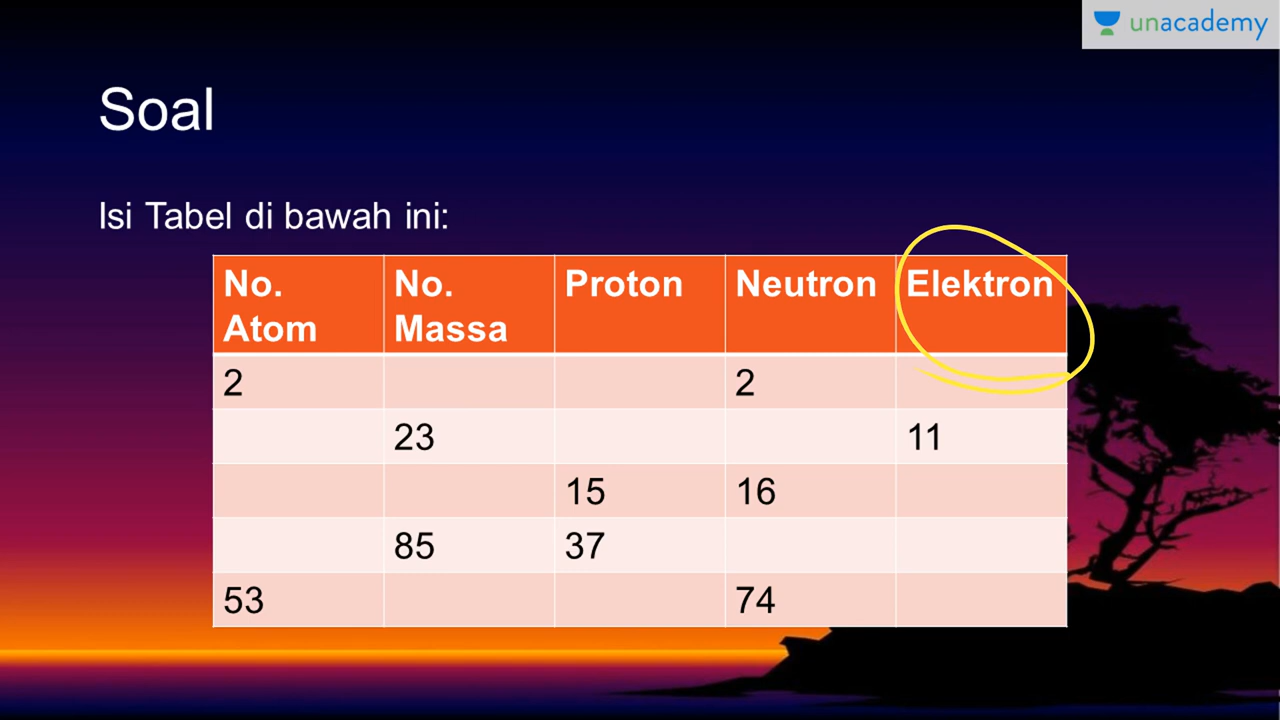 unacademy
Soal
Isi Tabel di bawah ini:
No. Atom No. Massa Proton Neutron Elektron
2 2
23 11
15 16
85 37
53 74